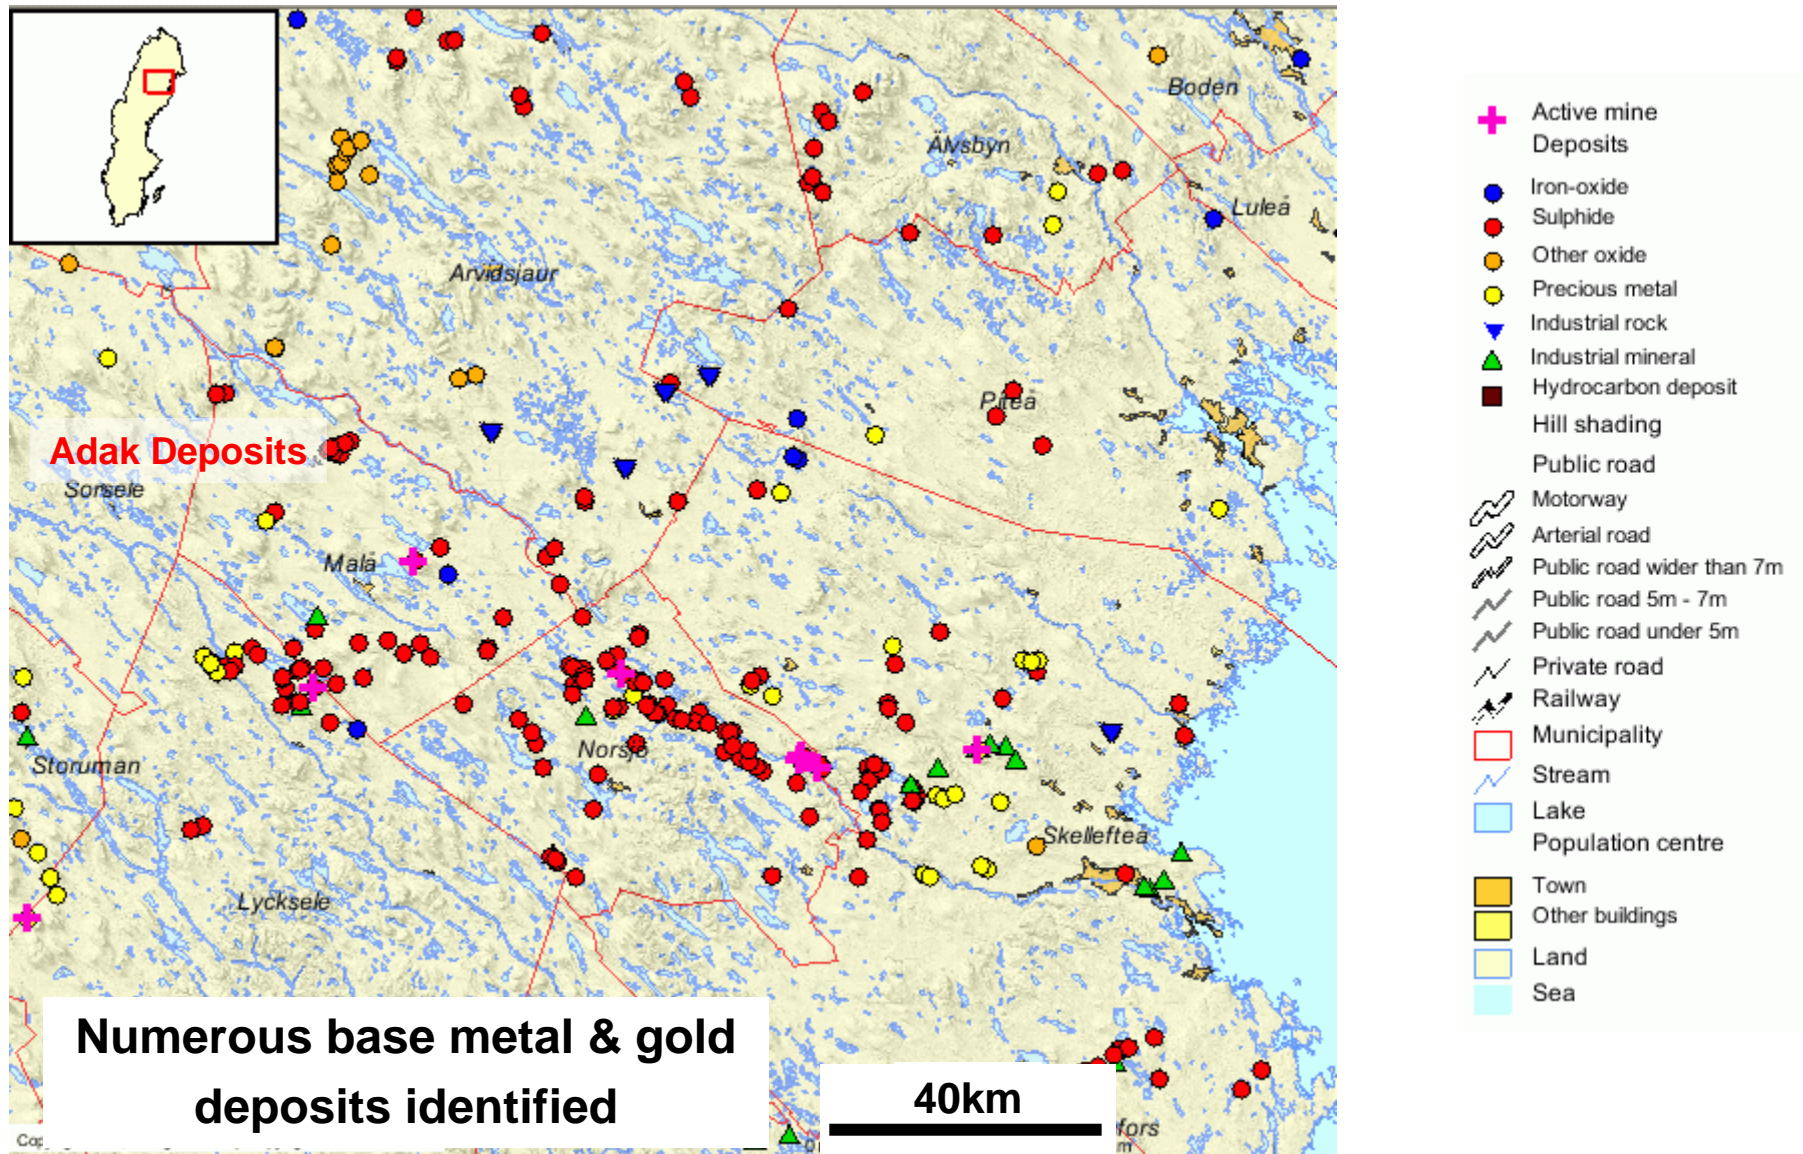 Boden
Älvsbyn
Luleå
Arvidsjaur
Piteå
Adak Deposits
Sorsele
Malå
Norsjö
Storuman
Skelleftea
Lycksele
Numerous base metal & gold
deposits identified
40km
fors
Active mine
Deposits
Iron-oxide
Sulphide
Other oxide
Precious metal
Industrial rock
Industrial mineral
Hydrocarbon deposit
Hill shading
Public road
Motorway
Arterial road
Public road wider than 7m
Public road 5m - 7m
Public road under 5m
Private road
Railway
Municipality
Stream
Lake
Population centre
Town
Other buildings
Land
Sea